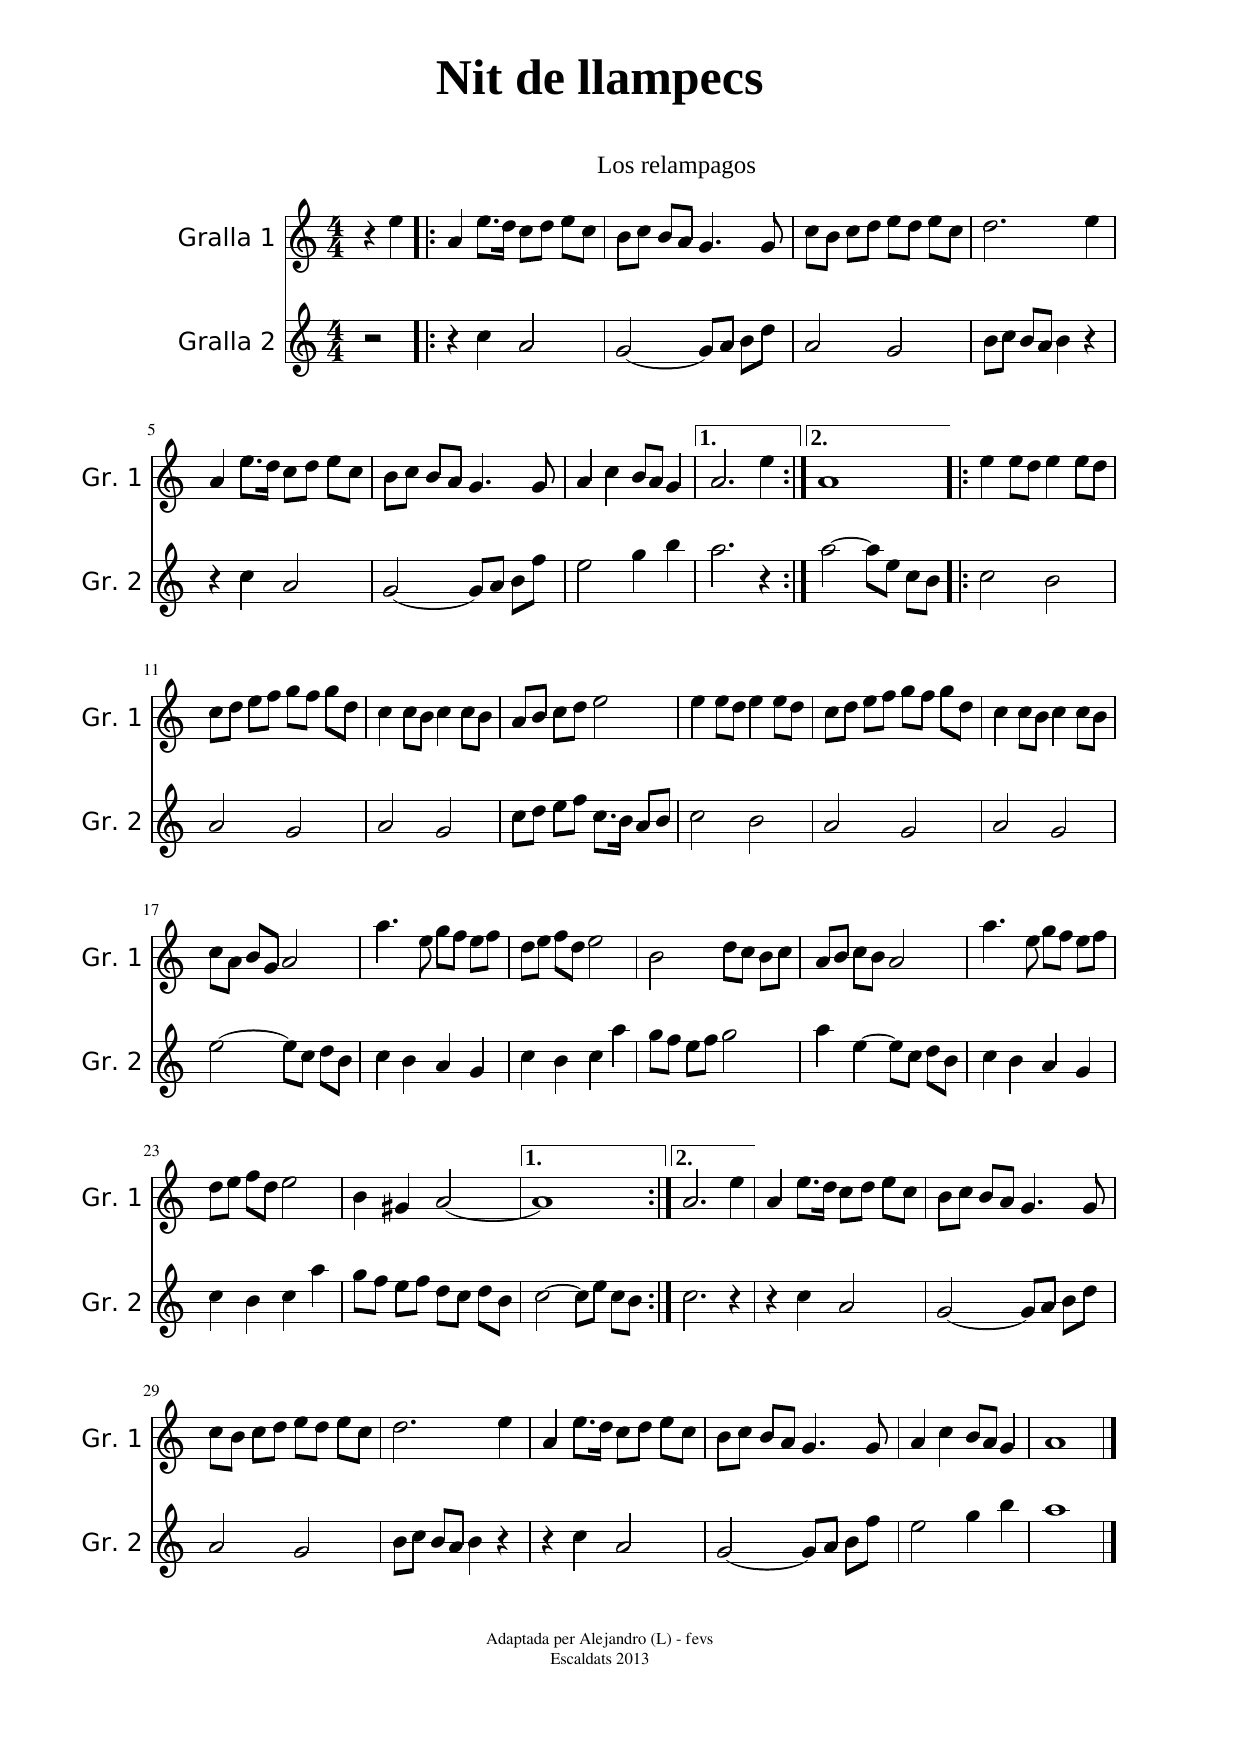 Nit de llampecs
Los relampagos
Gralla 1
4
4
Gralla 2
4
4
5
1.
2.
Gr. 1
Gr. 2
11
Gr. 1
Gr. 2
17
Gr. 1
Gr. 2
23
1.
2.
Gr. 1
Gr. 2
29
Gr. 1
Gr. 2
Adaptada per Alejandro (L) - fevs
Escaldats 2013